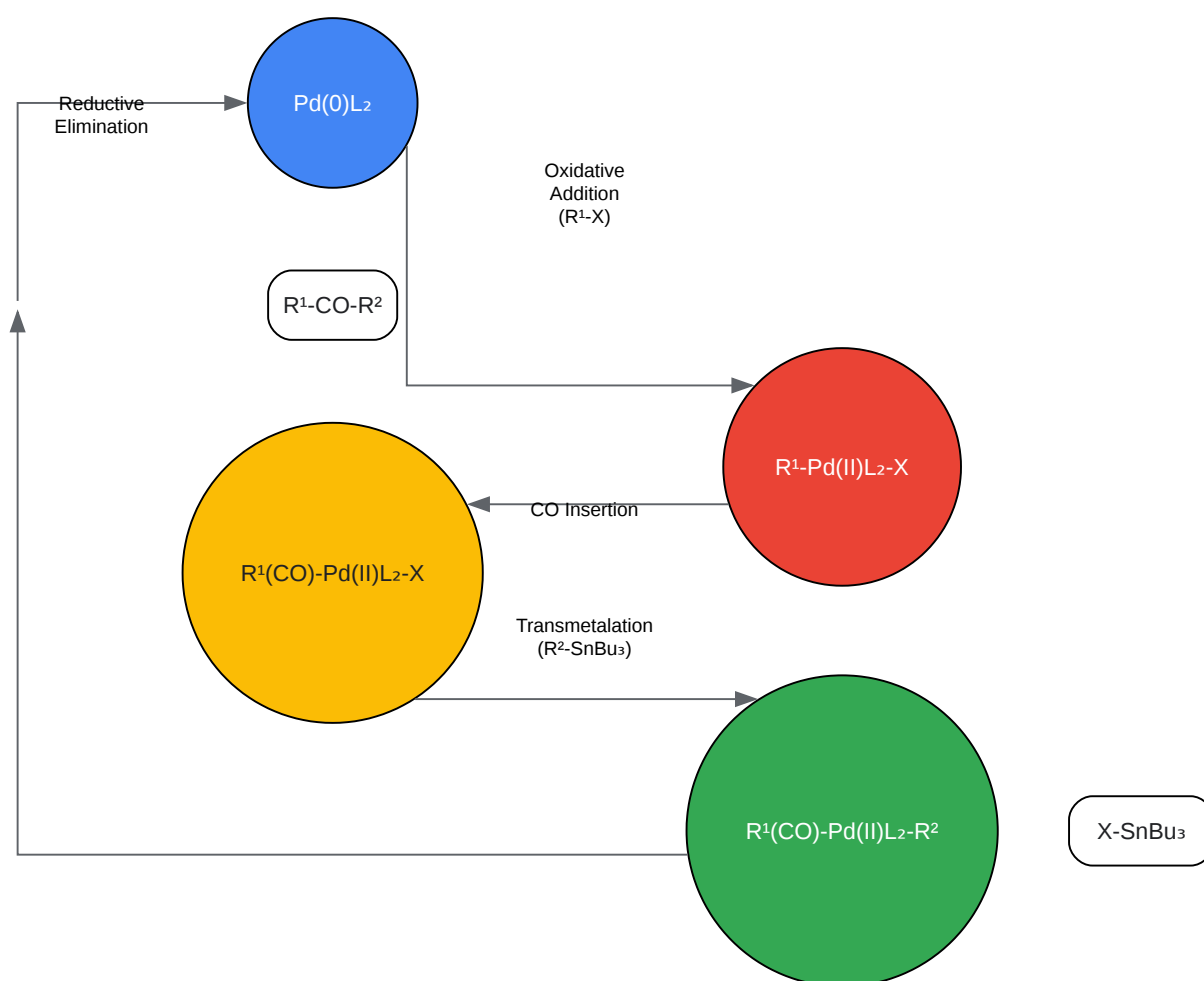 Pd(0)L₂
Reductive
Elimination
Oxidative
Addition
(R¹-X)
R¹-CO-R²
R¹-Pd(II)L₂-X
CO Insertion
R¹(CO)-Pd(II)L₂-X
Transmetalation
(R²-SnBu₃)
R¹(CO)-Pd(II)L₂-R²
X-SnBu₃